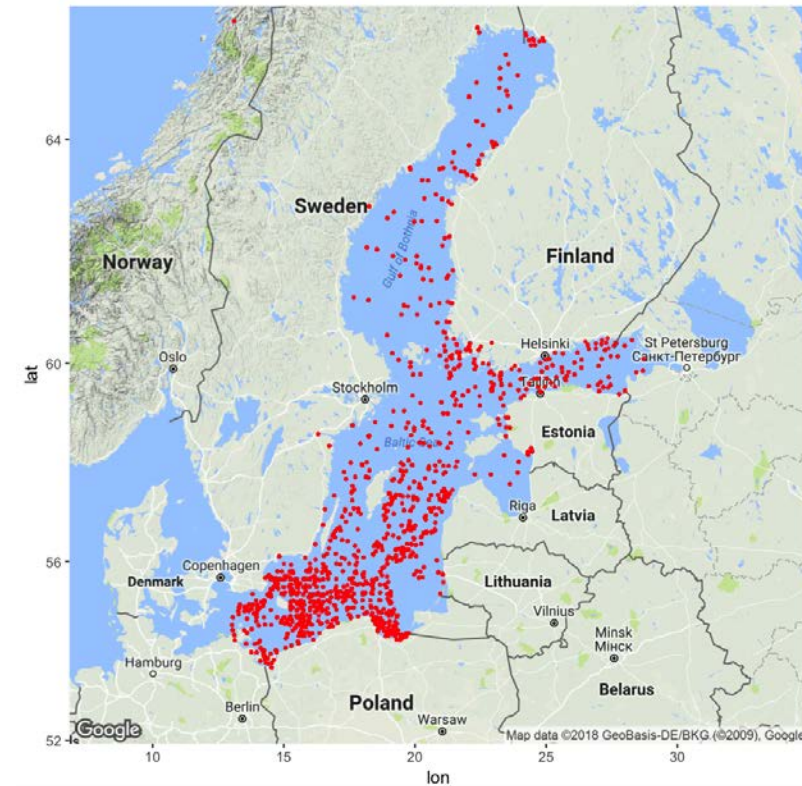 64
Sweden
Gulf of Bothnia
Norway
Finland
Helsinki
St Petersburg
Санкт-Петербург
60
Oslo
Tallinn
Stockholm
lat
Baltic Sea
Estonia
Riga
Latvia
56
Copenhagen
Denmark
Lithuania
Vilnius
Minsk
Мінск
Hamburg
Belarus
Berlin
Poland
Warsaw
Google
Map data ©2018 GeoBasis-DE/BKG (©2009), Google
52
10
15
20
25
30
lon